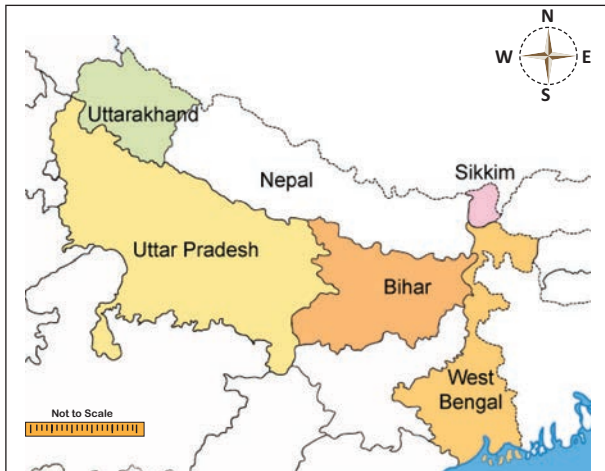 N
W E
S
Uttarakhand
Nepal
Sikkim
Uttar Pradesh
Bihar
West
Bengal
Not to Scale